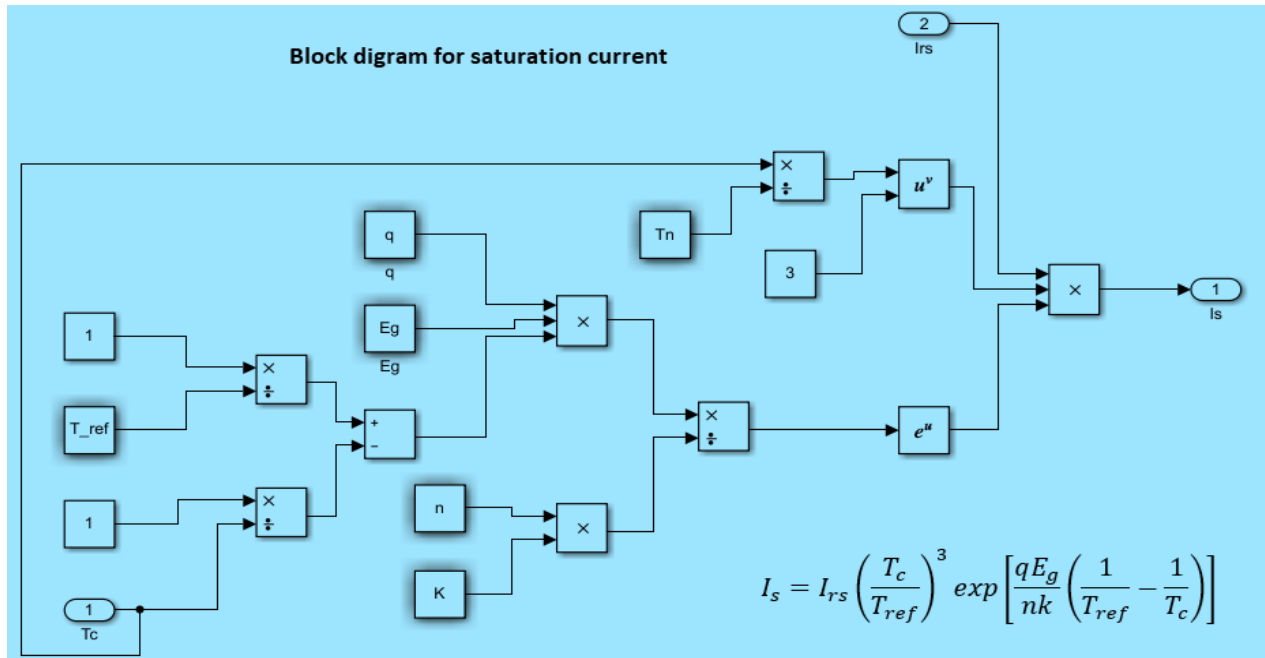 2
Irs
Block digram for saturation current
×
÷
u^v
q
q
Tn
3
×
1
Is
Eg
Eg
×
1
×
÷
T_ref
+
−
×
÷
e^u
1
×
÷
n
×
K
1
Tc
I_s = I_rs (T_c / T_ref)^3 exp [qE_g / nk (1 / T_ref − 1 / T_c)]